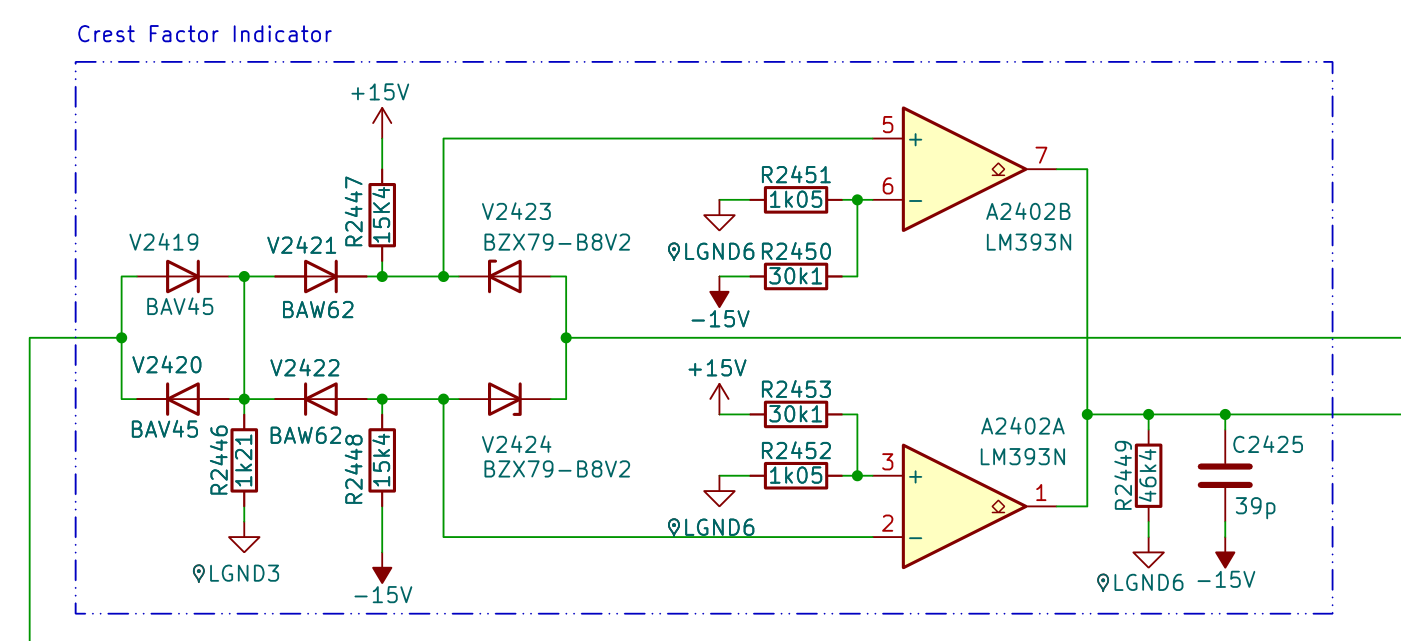 Crest Factor Indicator
+15V
R2447
15K4
V2419
BAV45
V2421
BAW62
V2423
BZX79-B8V2
5
+
6
-
7
A2402B
LM393N
R2451
1k05
LGND6
R2450
30k1
-15V
V2420
BAV45
V2422
BAW62
R2446
1k21
LGND3
R2448
15k4
-15V
V2424
BZX79-B8V2
+15V
R2453
30k1
R2452
1k05
LGND6
3
+
2
-
1
A2402A
LM393N
R2449
46k4
LGND6
C2425
39p
-15V